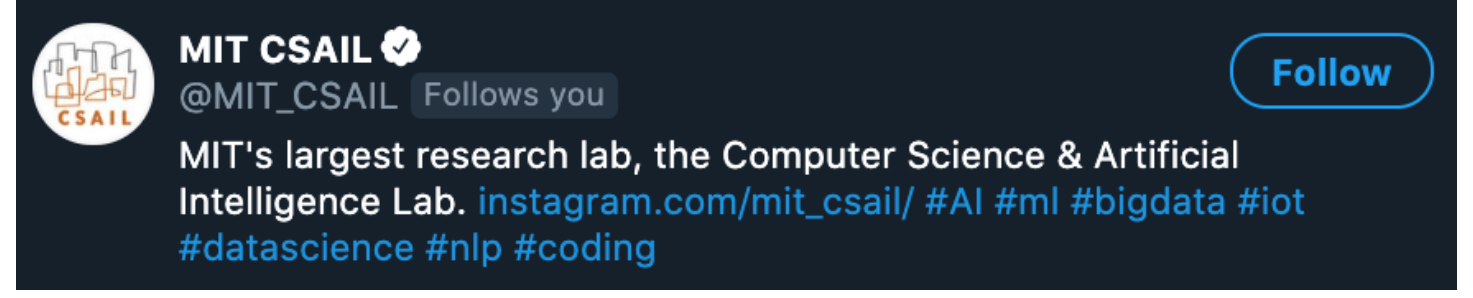 MIT CSAIL
@MIT_CSAIL Follows you
Follow
CSAIL
MIT's largest research lab, the Computer Science & Artificial
Intelligence Lab. instagram.com/mit_csail/ #AI #ml #bigdata #iot
#datascience #nlp #coding